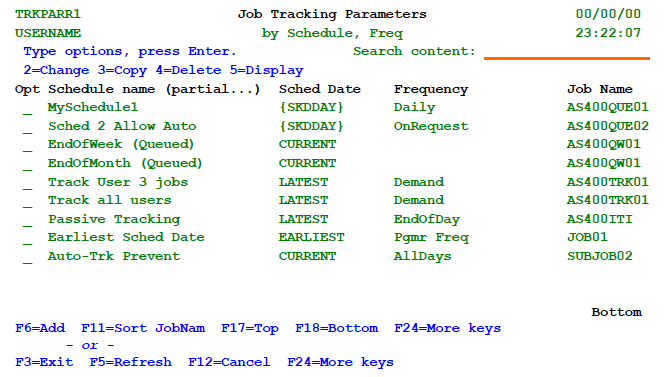 TRKPARR1 Job Tracking Parameters 00/00/00
USERNAME by Schedule, Freq 23:22:07
Type options, press Enter. Search content:
2=Change 3=Copy 4=Delete 5=Display
Opt Schedule name (partial...) Sched Date Frequency Job Name
_ MySchedule1 {SKDDAY} Daily AS400QUE01
_ Sched 2 Allow Auto {SKDDAY} OnRequest AS400QUE02
_ EndOfWeek (Queued) CURRENT AS400QW01
_ EndOfMonth (Queued) CURRENT AS400QW01
_ Track User 3 jobs LATEST Demand AS400TRK01
_ Track all users LATEST Demand AS400TRK01
_ Passive Tracking LATEST EndOfDay AS400ITI
_ Earliest Sched Date EARLIEST Pgmr Freq JOB01
_ Auto-Trk Prevent CURRENT AllDays SUBJOB02
Bottom
F6=Add F11=Sort JobNam F17=Top F18=Bottom F24=More keys
- or -
F3=Exit F5=Refresh F12=Cancel F24=More keys